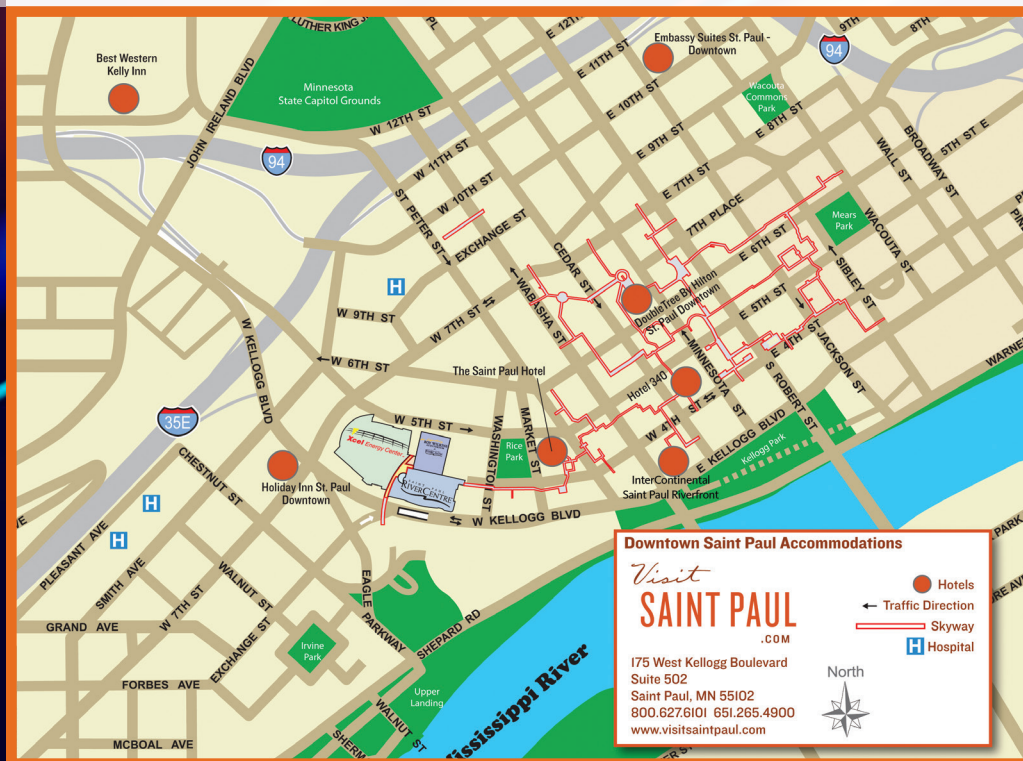 LUTHER KING J
PL
E 12TH
9TH
8TH
Embassy Suites St. Paul -
Downtown
94
Best Western
Kelly Inn
E 11TH ST
Minnesota
State Capitol Grounds
JOHN IRELAND BLVD
W 12TH ST
E 10TH ST
Wacouta
Commons
Park
E 8TH ST
BROADWAY ST
5TH ST E
WALL ST
94
W 11TH ST
E 9TH ST
W 10TH ST
E 7TH ST
7TH PLACE
ST PETER ST
EXCHANGE ST
Mears
Park
WACOUTA ST
E 6TH ST
SIBLEY ST
CEDAR ST
WABASHA ST
H
DoubleTree By Hilton
St. Paul Downtown
E 5TH ST
W 9TH ST
W 7TH ST
W KELLOGG BLVD
MINNESOTA ST
E 4TH ST
JACKSON ST
WARNE
W 6TH ST
The Saint Paul Hotel
Hotel 340
S ROBERT ST
35E
W 5TH ST
WASHINGTON ST
MARKET ST
W 4TH ST
E KELLOGG BLVD
Kellogg Park
Xcel Energy Center
Rice
Park
CHESTNUT ST
Holiday Inn St. Paul
Downtown
SAINT PAUL
RIVERCENTRE
InterContinental
Saint Paul Riverfront
H
H
W KELLOGG BLVD
PLEASANT AVE
SMITH AVE
W 7TH ST
WALNUT ST
EXCHANGE ST
EAGLE PARKWAY
SHEPARD RD
GRAND AVE
Irvine
Park
FORBES AVE
Upper
Landing
WALNUT ST
SHERM
MCBOAL AVE
Mississippi River
PARK
Downtown Saint Paul Accommodations
Visit
SAINT PAUL
.COM
175 West Kellogg Boulevard
Suite 502
Saint Paul, MN 55102
800.627.6101 651.265.4900
www.visitsaintpaul.com
Hotels
Traffic Direction
Skyway
H Hospital
North